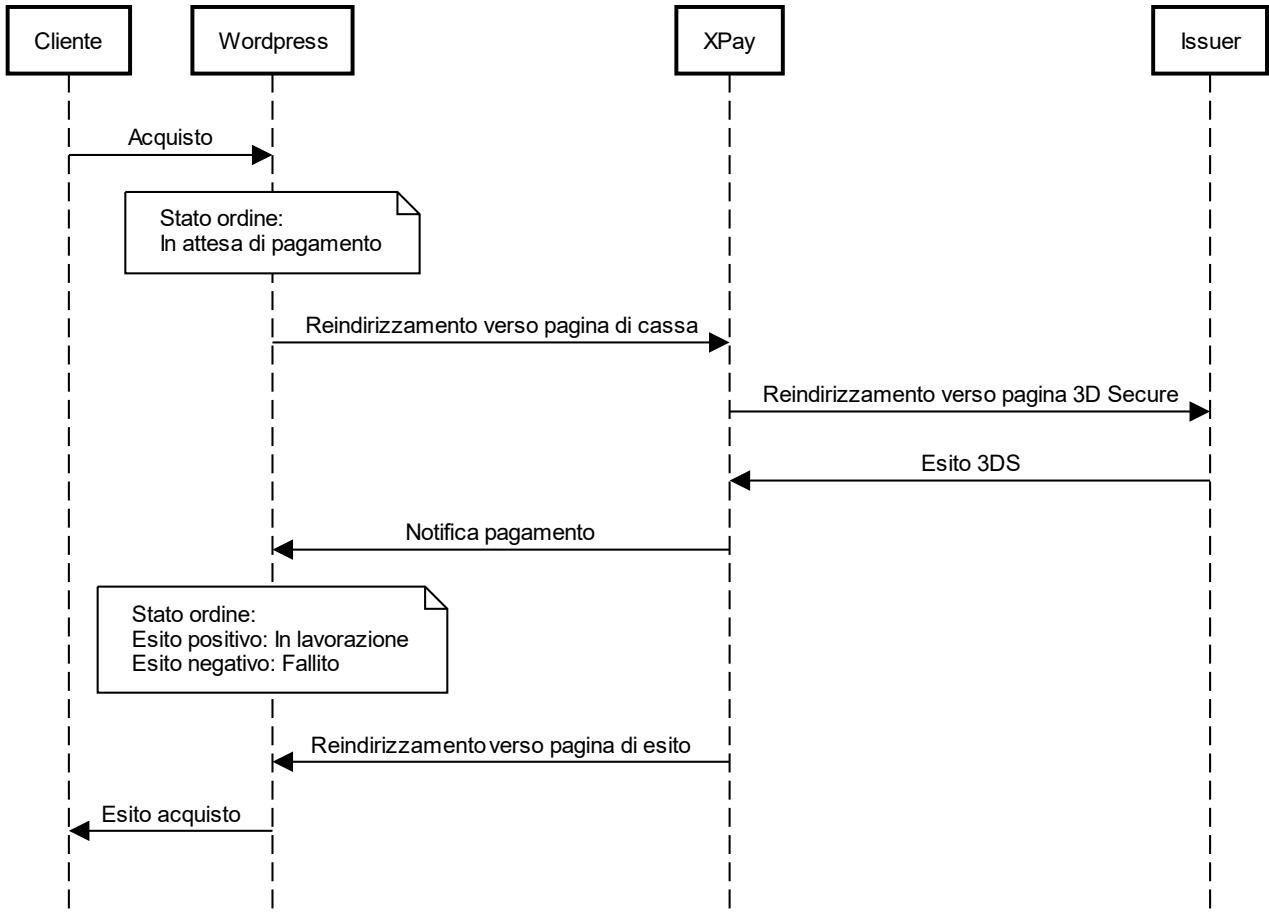 Cliente
Wordpress
XPay
Issuer
Acquisto
Stato ordine:
In attesa di pagamento
Reindirizzamento verso pagina di cassa
Reindirizzamento verso pagina 3D Secure
Esito 3DS
Notifica pagamento
Stato ordine:
Esito positivo: In lavorazione
Esito negativo: Fallito
Reindirizzamento verso pagina di esito
Esito acquisto